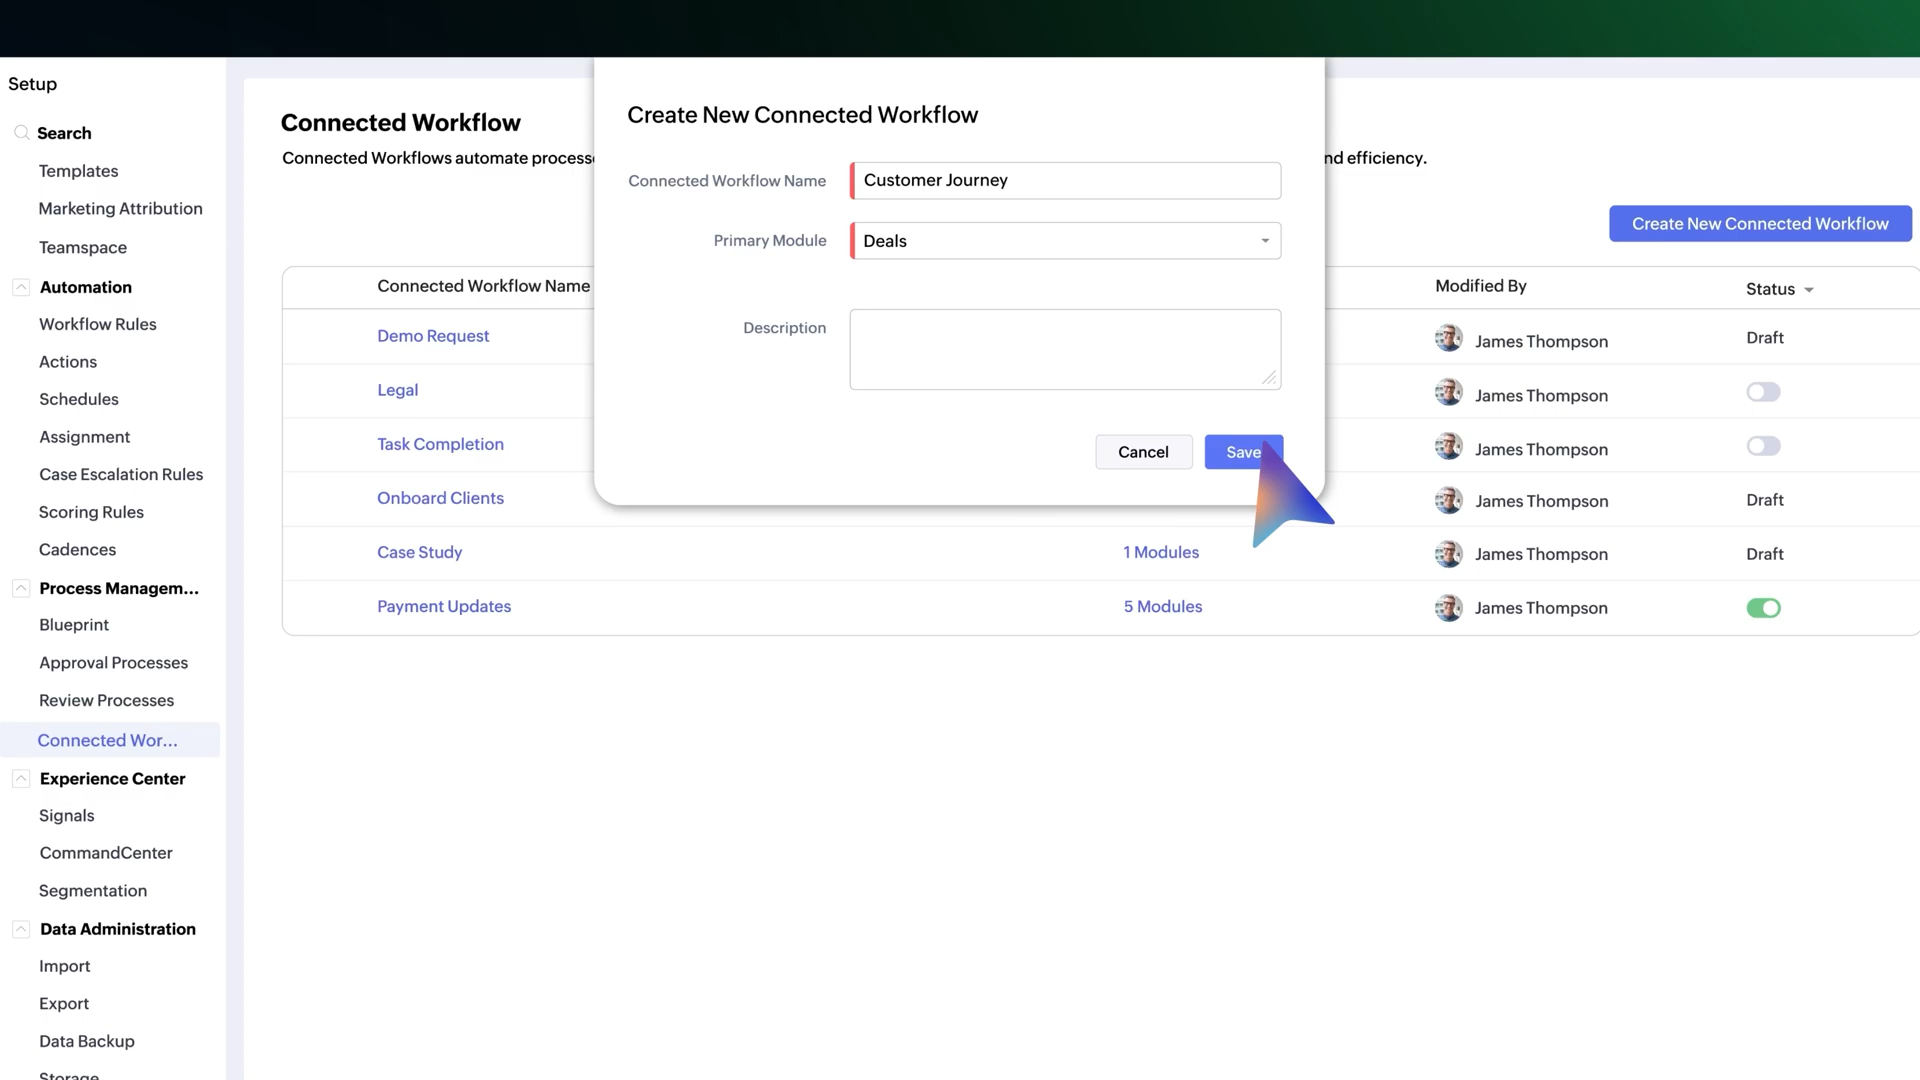 Setup
Search
Templates
Marketing Attribution
Teamspace
Automation
Workflow Rules
Actions
Schedules
Assignment
Case Escalation Rules
Scoring Rules
Cadences
Process Managem...
Blueprint
Approval Processes
Review Processes
Connected Wor...
Experience Center
Signals
CommandCenter
Segmentation
Data Administration
Import
Export
Data Backup
Storage
Connected Workflow
Connected Workflows automate process
nd efficiency.
Create New Connected Workflow
Connected Workflow Name
Modified By
Status
Demo Request
James Thompson
Draft
Legal
James Thompson
Task Completion
James Thompson
Onboard Clients
James Thompson
Draft
Case Study
1 Modules
James Thompson
Draft
Payment Updates
5 Modules
James Thompson
Create New Connected Workflow
Connected Workflow Name
Customer Journey
Primary Module
Deals
Description
Cancel
Save